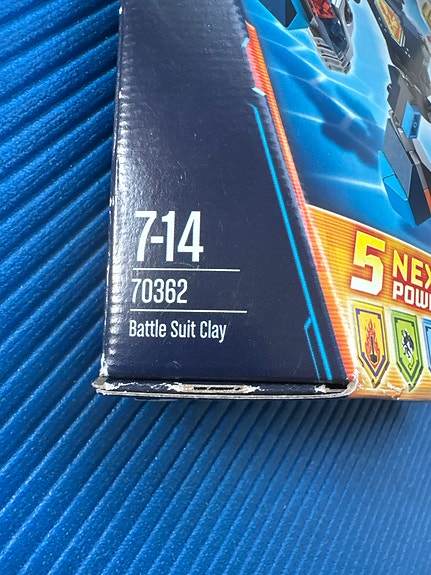 7-14
70362
Battle Suit Clay
5 NEX
POW